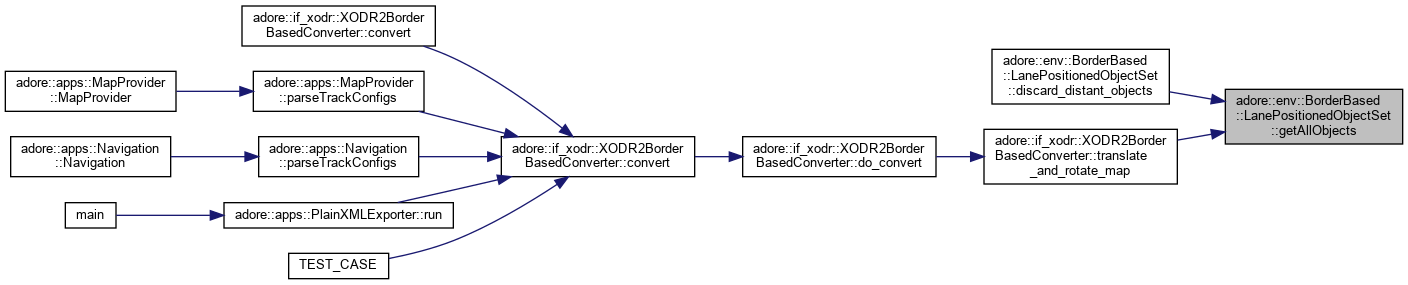 adore::if_xodr::XODR2Border
BasedConverter::convert
adore::apps::MapProvider
::MapProvider
adore::apps::MapProvider
::parseTrackConfigs
adore::apps::Navigation
::Navigation
adore::apps::Navigation
::parseTrackConfigs
main
adore::apps::PlainXMLExporter::run
TEST_CASE
adore::if_xodr::XODR2Border
BasedConverter::convert
adore::if_xodr::XODR2Border
BasedConverter::do_convert
adore::env::BorderBased
::LanePositionedObjectSet
::discard_distant_objects
adore::if_xodr::XODR2Border
BasedConverter::translate
_and_rotate_map
adore::env::BorderBased
::LanePositionedObjectSet
::getAllObjects